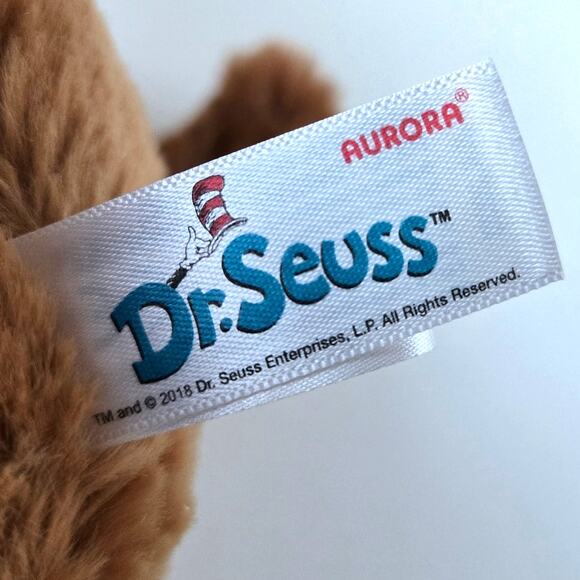 AURORA®
Dr. Seuss™
TM and © 2018 Dr. Seuss Enterprises, L.P. All Rights Reserved.